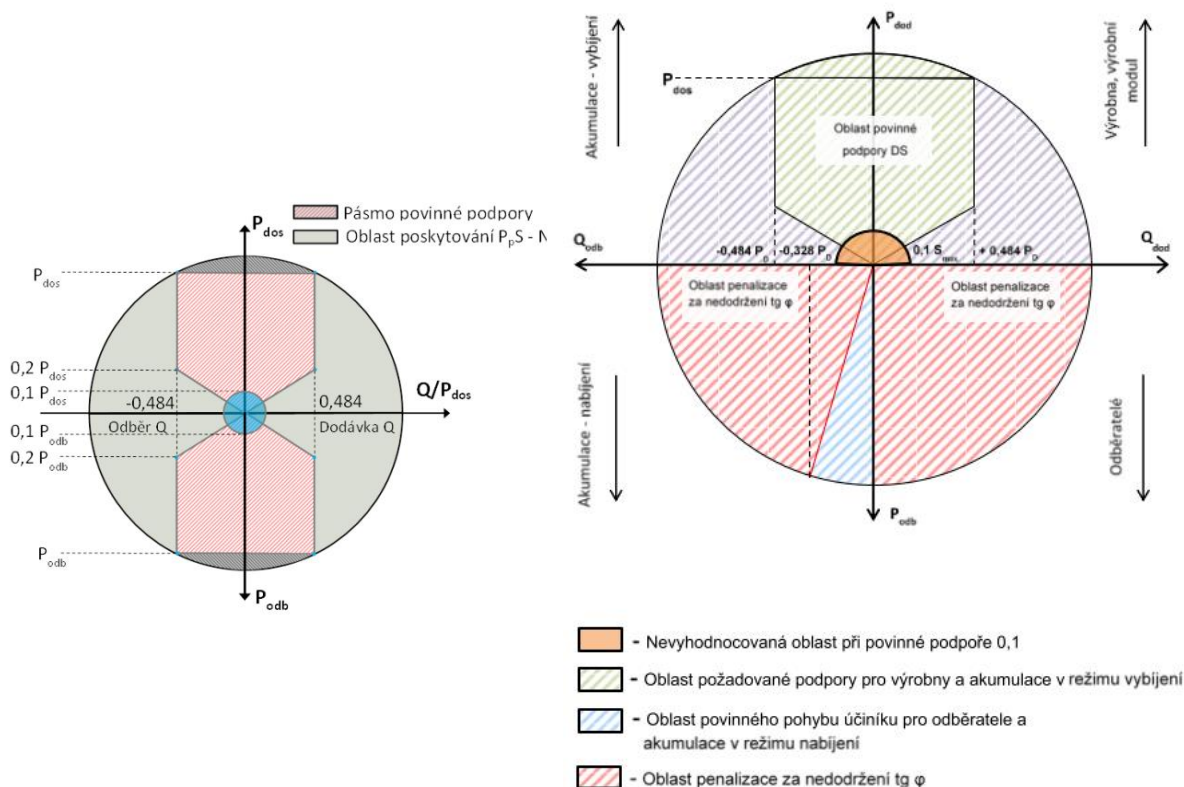 Pásmo povinné podpory
Oblast poskytování PpS - N
Pdos
Pdos
0,2 Pdos
0,1 Pdos
Q/Pdos
-0,484
0,484
Odběr Q
Dodávka Q
0,1 Podb
0,2 Podb
Podb
Podb
Akumulace - vybíjení
Pdod
Výrobna, výrobní
modul
Pdos
Oblast povinné
podpory DS
Qodb
-0,484 PD
-0,328 PD
+ 0,484 PD
Qdod
Oblast penalizace
za nedodržení tg φ
Oblast penalizace
za nedodržení tg φ
Akumulace - nabíjení
Odběratelé
Podb
- Nevyhodnocovaná oblast při povinné podpoře 0,1
- Oblast požadované podpory pro výrobny a akumulace v režimu vybíjení
- Oblast povinného pohybu účiníku pro odběratele a
akumulace v režimu nabíjení
- Oblast penalizace za nedodržení tg φ